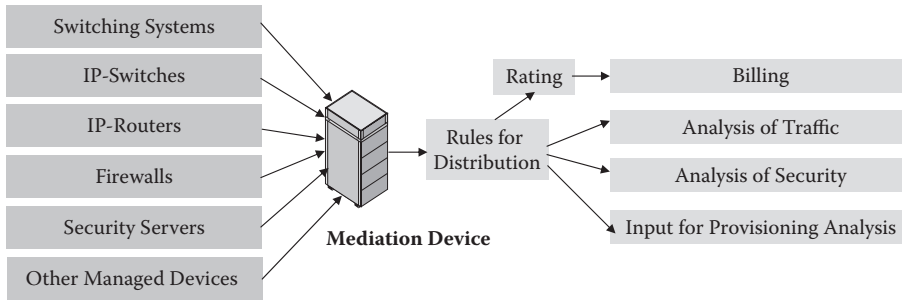 Switching Systems
IP-Switches
IP-Routers
Firewalls
Security Servers
Other Managed Devices
Mediation Device
Rules for
Distribution
Rating
Billing
Analysis of Traffic
Analysis of Security
Input for Provisioning Analysis